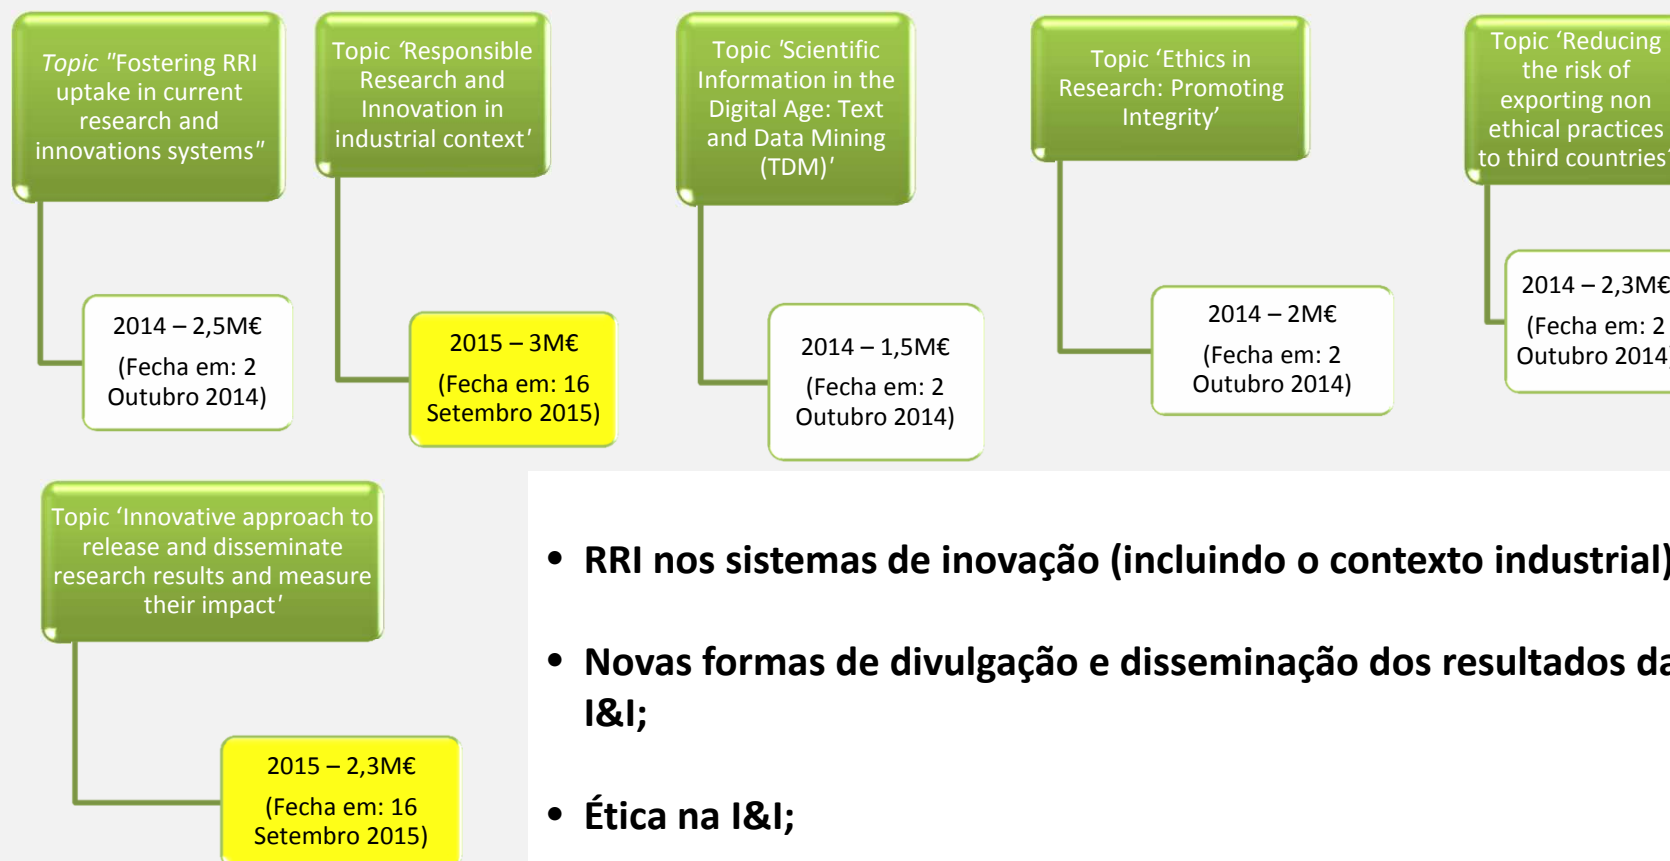 Topic "Fostering RRI
uptake in current
research and
innovations systems"
2014 – 2,5M€
(Fecha em: 2
Outubro 2014)
Topic ‘Responsible
Research and
Innovation in
industrial context'
2015 – 3M€
(Fecha em: 16
Setembro 2015)
Topic 'Scientific
Information in the
Digital Age: Text
and Data Mining
(TDM)'
2014 – 1,5M€
(Fecha em: 2
Outubro 2014)
Topic ‘Ethics in
Research: Promoting
Integrity’
2014 – 2M€
(Fecha em: 2
Outubro 2014)
Topic ‘Reducing
the risk of
exporting non
ethical practices
to third countries’
2014 – 2,3M€
(Fecha em: 2
Outubro 2014)
Topic ‘Innovative approach to
release and disseminate
research results and measure
their impact'
2015 – 2,3M€
(Fecha em: 16
Setembro 2015)
• RRI nos sistemas de inovação (incluindo o contexto industrial)
• Novas formas de divulgação e disseminação dos resultados da
I&I;
• Ética na I&I;